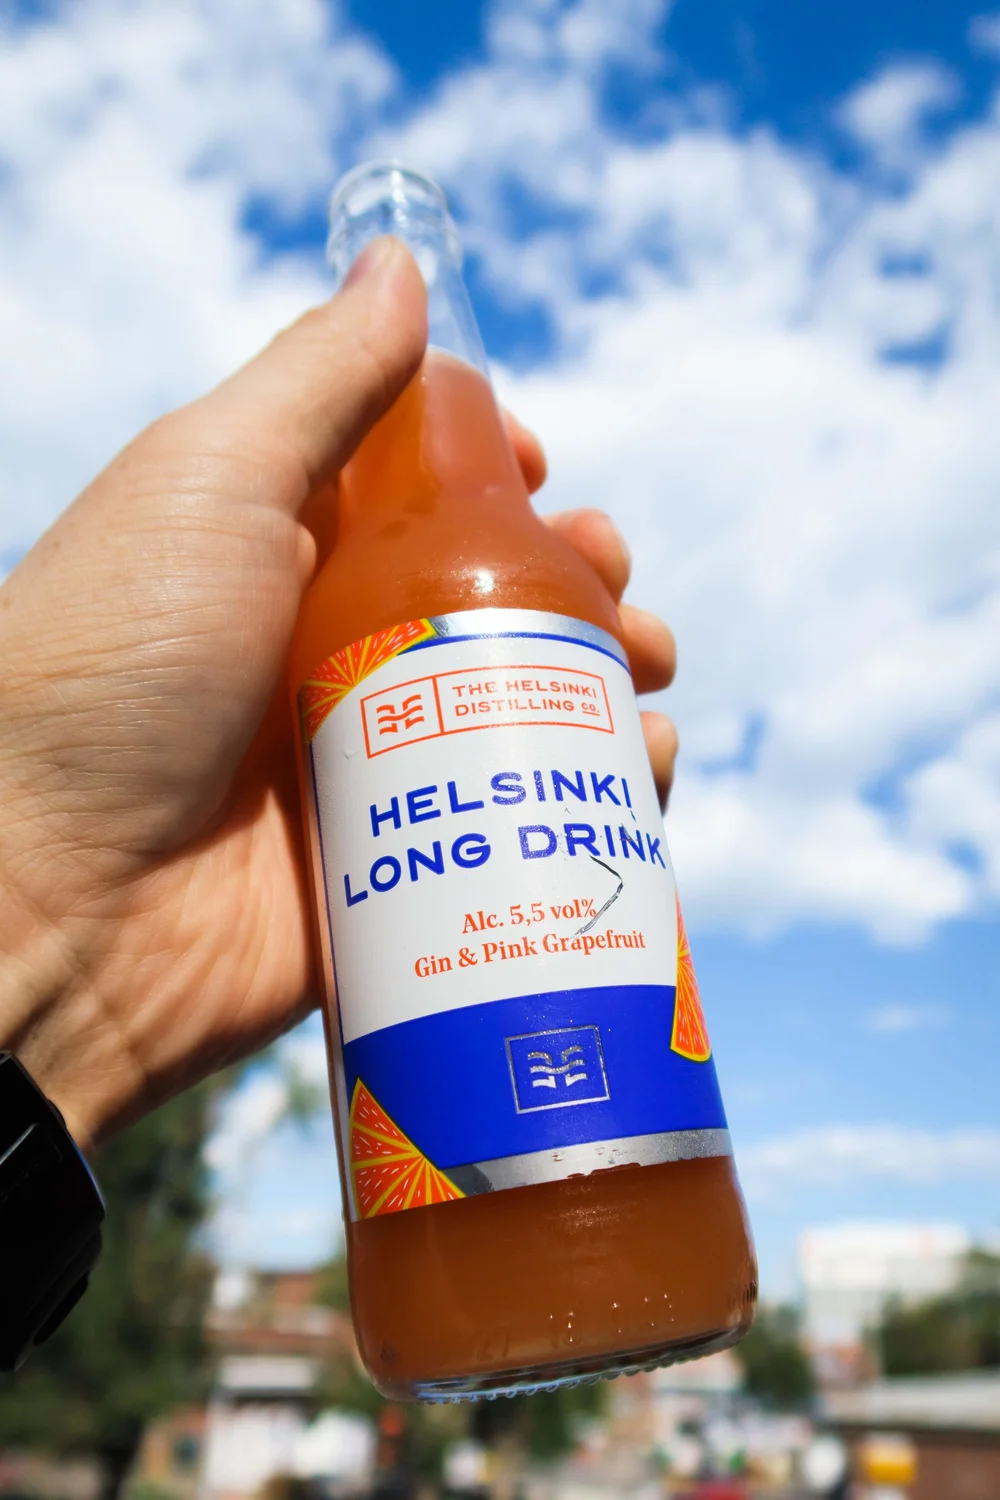 THE HELSINKI
DISTILLING CO.
HELSINKI
LONG DRINK
Alc. 5,5 vol%
Gin & Pink Grapefruit